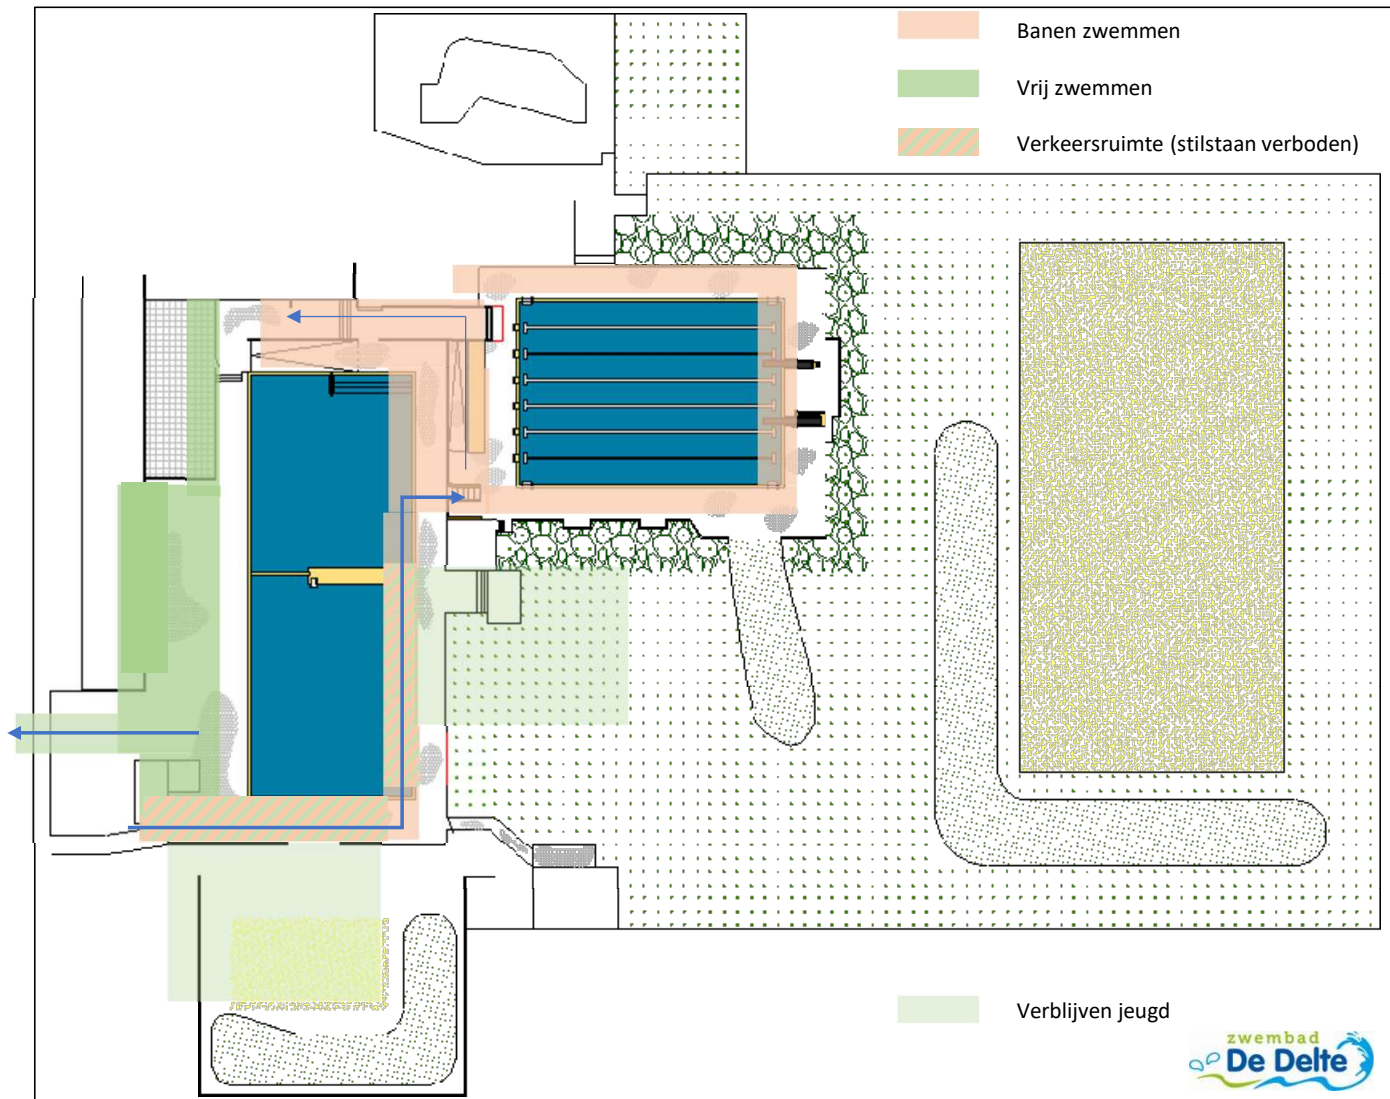 Banen zwemmen
Vrij zwemmen
Verkeersruimte (stilstaan verboden)
Verblijven jeugd
zwembad
De Delte